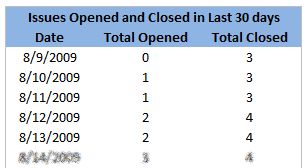 Issues Opened and Closed in Last 30 days
Date Total Opened Total Closed
8/9/2009 0 3
8/10/2009 1 3
8/11/2009 1 3
8/12/2009 2 4
8/13/2009 2 4
8/14/2009 3 4